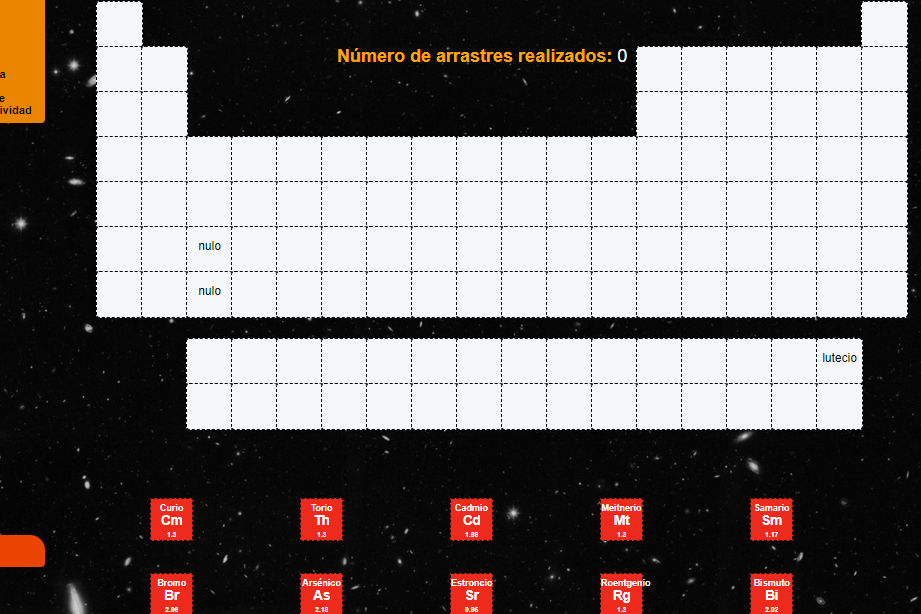 a
e
ividad
Número de arrastres realizados: 0
nulo
nulo
lutecio
Curio
Cm
1.3
Torio
Th
1.3
Cadmio
Cd
1.69
Meitnerio
Mt
1.3
Samario
Sm
1.17
Bromo
Br
2.96
Arsénico
As
2.18
Estroncio
Sr
0.95
Roentgenio
Rg
1.3
Bismuto
Bi
2.02